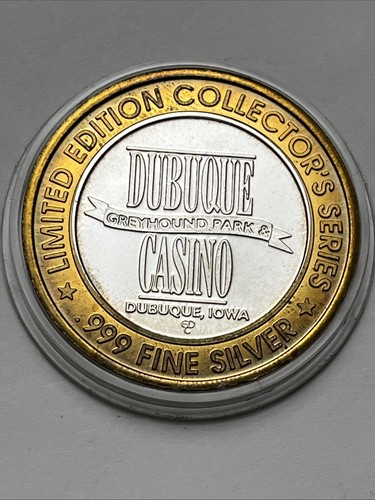 LIMITED EDITION COLLECTOR'S SERIES
DUBUQUE
GREYHOUND PARK &
CASINO
DUBUQUE, IOWA
.999 FINE SILVER